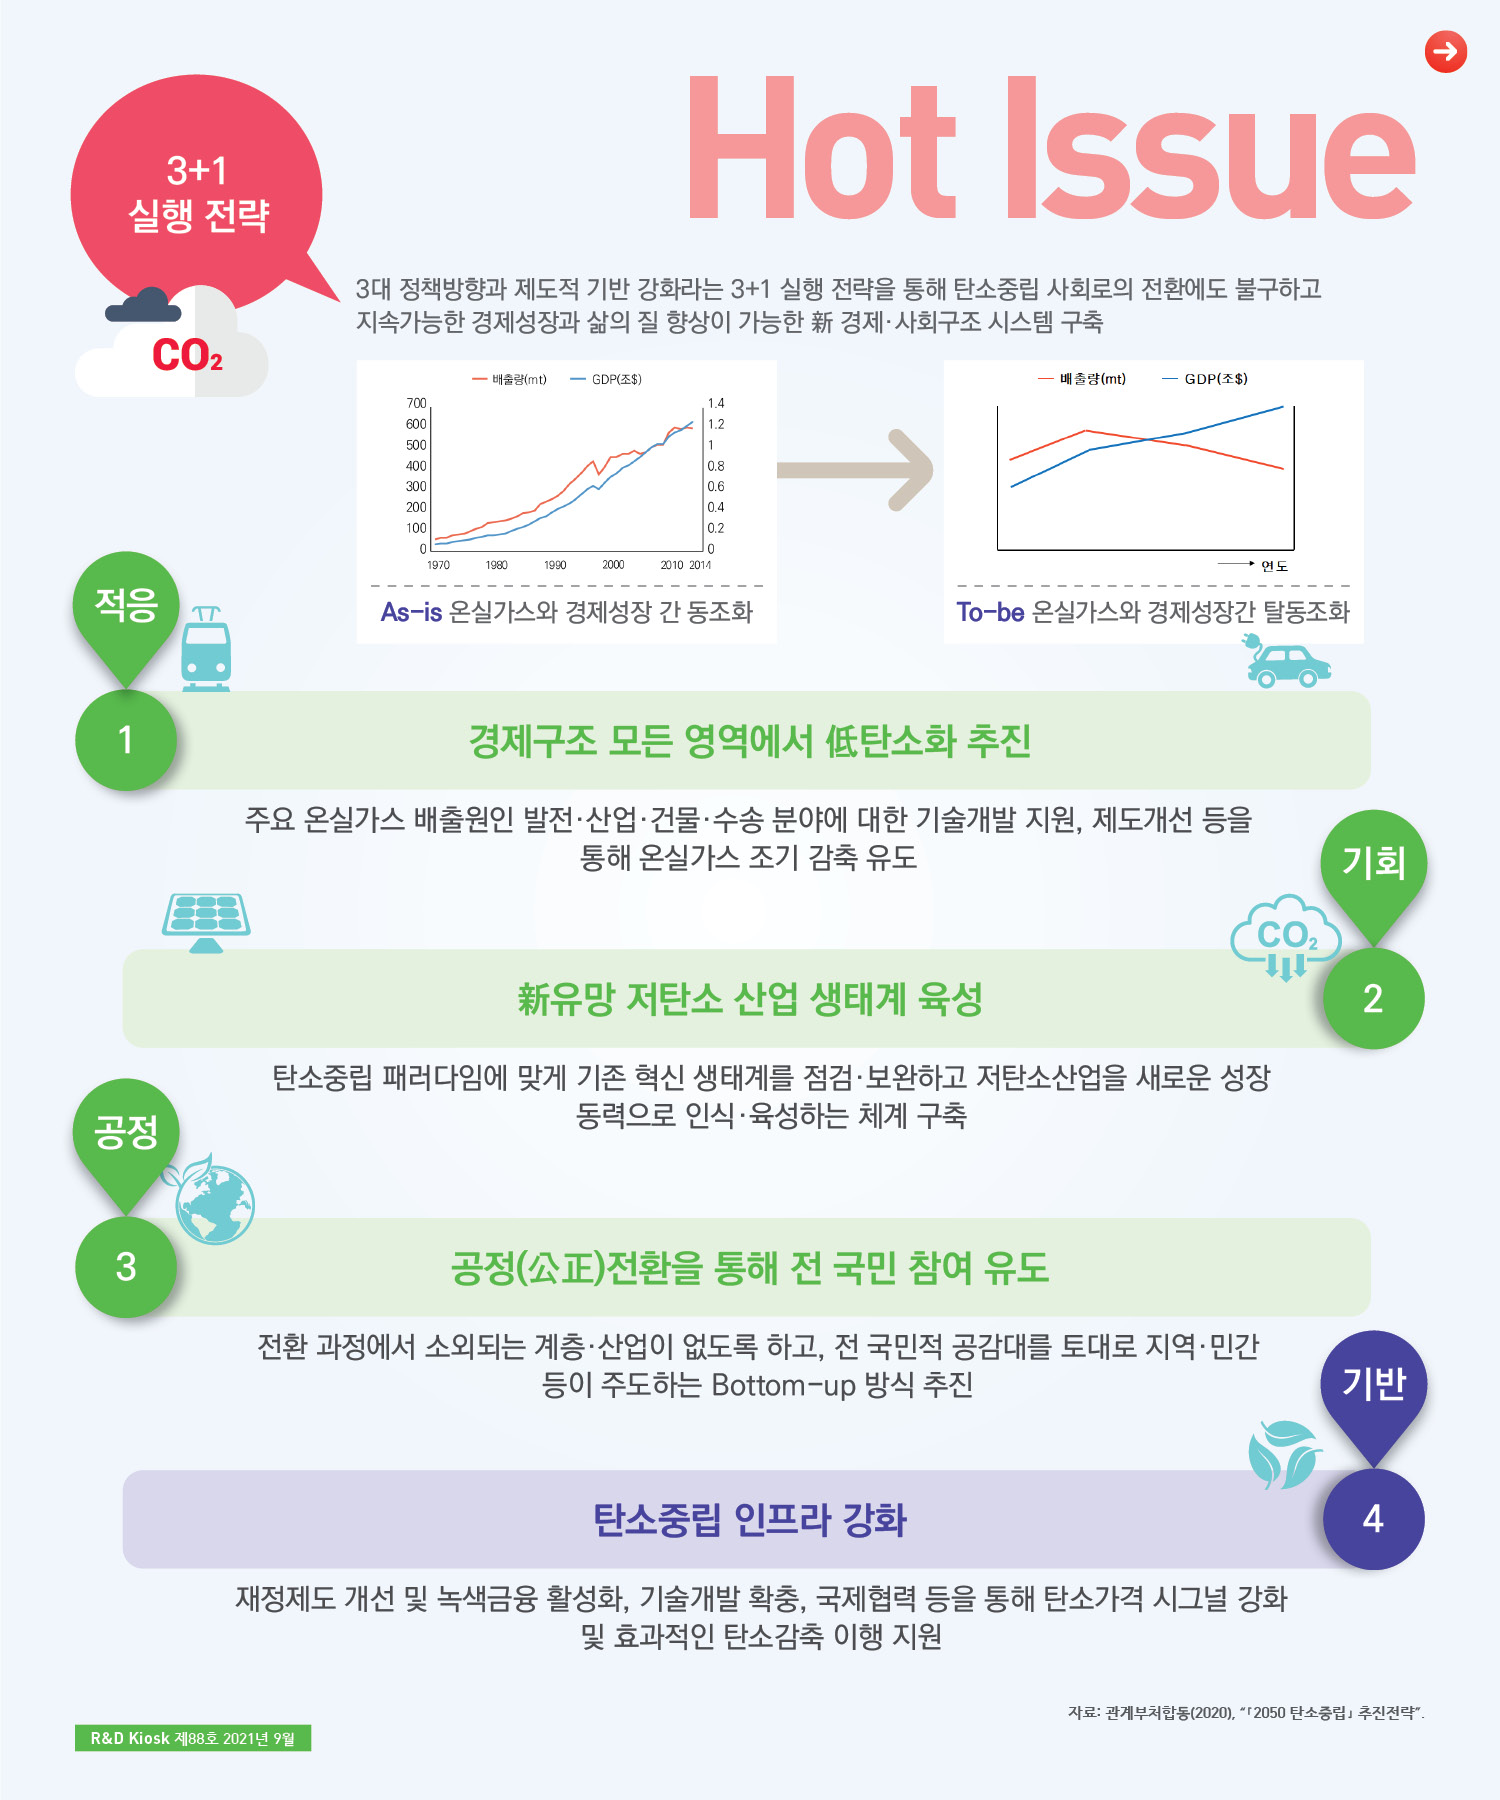 Hot Issue
3+1
실행 전략
CO₂
3대 정책방향과 제도적 기반 강화라는 3+1 실행 전략을 통해 탄소중립 사회로의 전환에도 불구하고
지속가능한 경제성장과 삶의 질 향상이 가능한 新 경제·사회구조 시스템 구축
배출량(mt) GDP(조$)
700 1.4
600 1.2
500 1
400 0.8
300 0.6
200 0.4
100 0.2
0 0
1970 1980 1990 2000 2010 2014
As-is 온실가스와 경제성장 간 동조화
배출량(mt) GDP(조$)
연도
To-be 온실가스와 경제성장간 탈동조화
적응
1
경제구조 모든 영역에서 低탄소화 추진
주요 온실가스 배출원인 발전·산업·건물·수송 분야에 대한 기술개발 지원, 제도개선 등을
통해 온실가스 조기 감축 유도
기회
CO₂
2
新유망 저탄소 산업 생태계 육성
탄소중립 패러다임에 맞게 기존 혁신 생태계를 점검·보완하고 저탄소산업을 새로운 성장
동력으로 인식·육성하는 체계 구축
공정
3
공정(公正)전환을 통해 전 국민 참여 유도
전환 과정에서 소외되는 계층·산업이 없도록 하고, 전 국민적 공감대를 토대로 지역·민간
등이 주도하는 Bottom-up 방식 추진
기반
4
탄소중립 인프라 강화
재정제도 개선 및 녹색금융 활성화, 기술개발 확충, 국제협력 등을 통해 탄소가격 시그널 강화
및 효과적인 탄소감축 이행 지원
자료: 관계부처합동(2020), “「2050 탄소중립」 추진전략”.
R&D Kiosk 제88호 2021년 9월